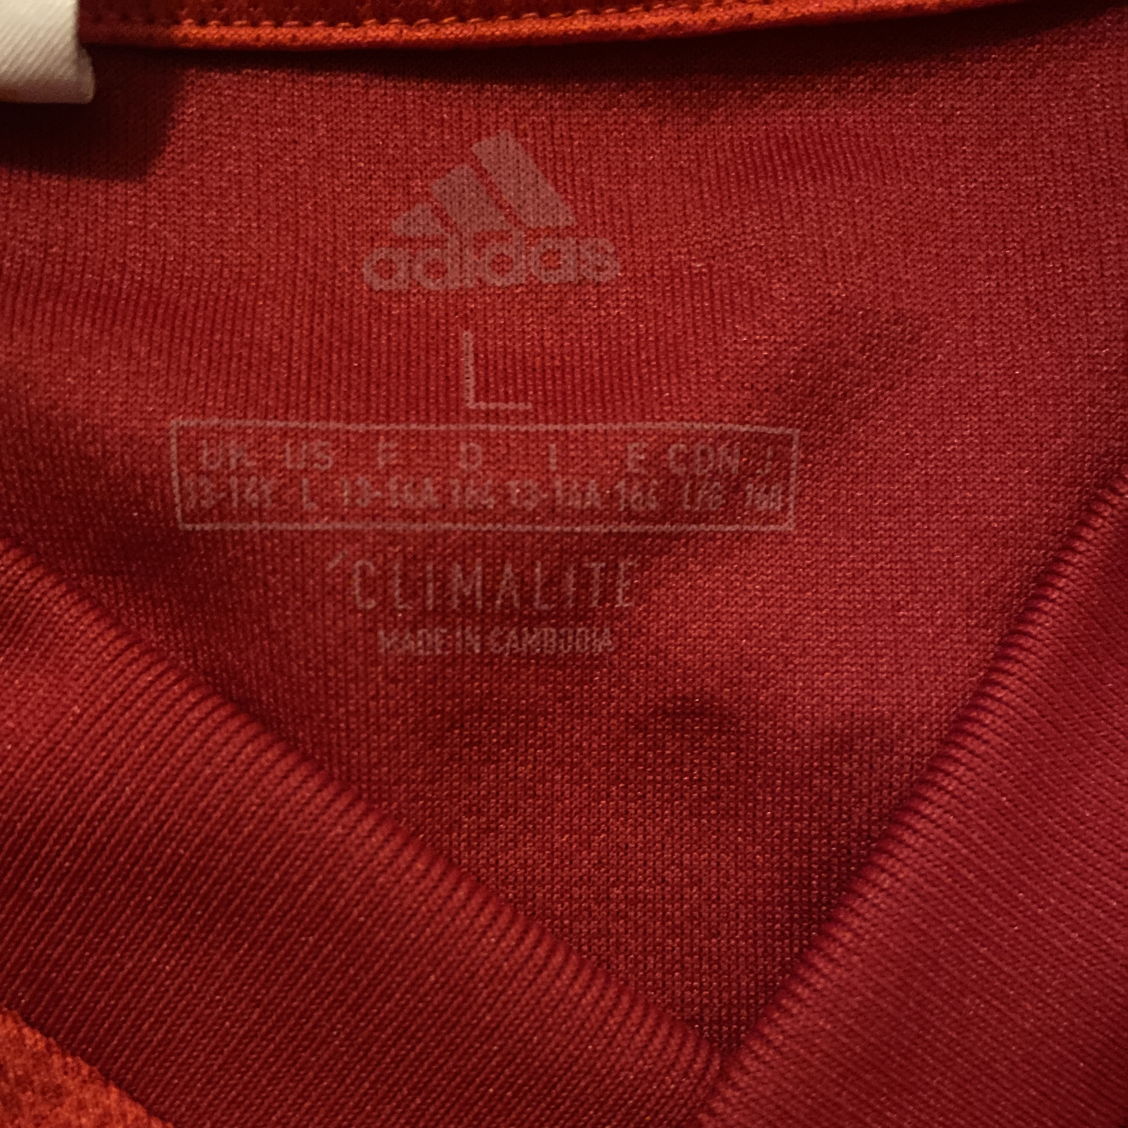 adidas
L
UK US F D I E CDN J
13-14Y L 13-14A 164 13-14A 164 L/G 160
CLIMALITE
MADE IN CAMBODIA